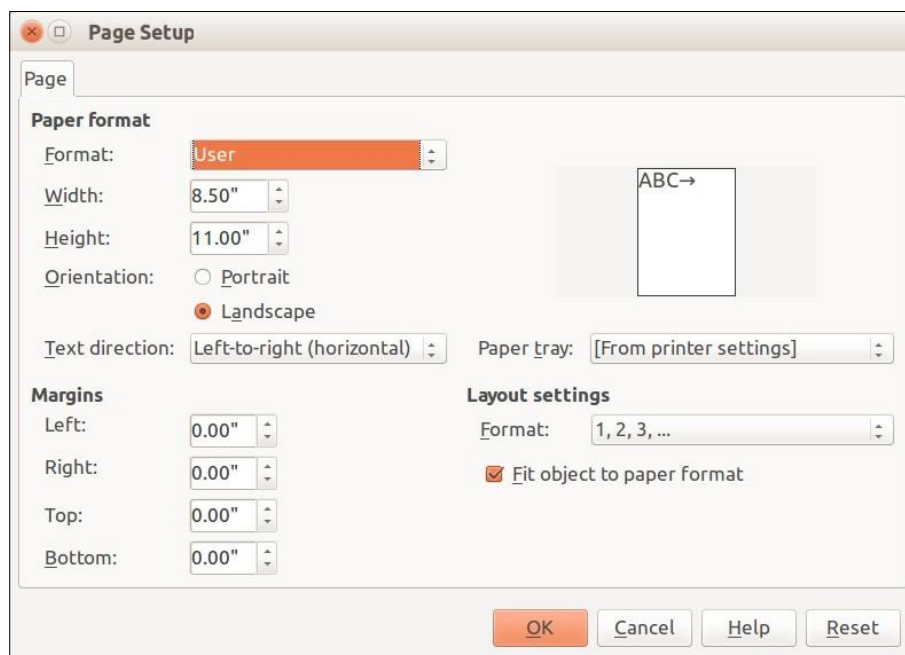 Page Setup
Page
Paper format
Format: User
Width: 8.50"
Height: 11.00"
Orientation: Portrait
Landscape
ABC→
Text direction: Left-to-right (horizontal) Paper tray: [From printer settings]
Margins
Left: 0.00"
Right: 0.00"
Top: 0.00"
Bottom: 0.00"
Layout settings
Format: 1, 2, 3, ...
Fit object to paper format
OK Cancel Help Reset